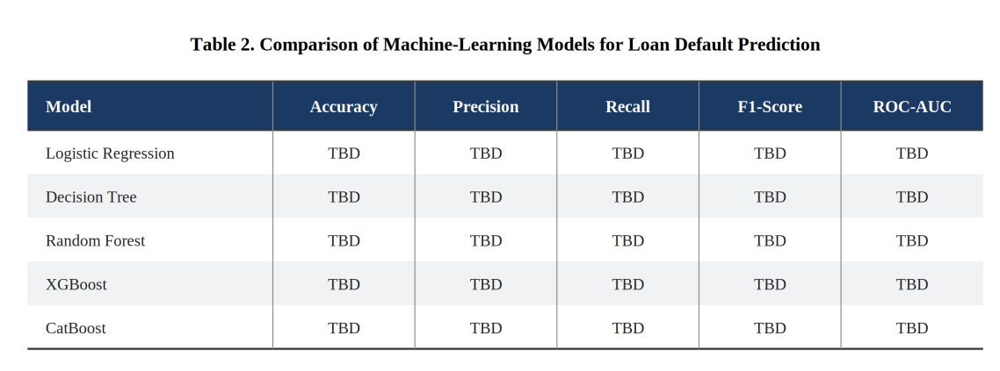 Table 2. Comparison of Machine-Learning Models for Loan Default Prediction
Model Accuracy Precision Recall F1-Score ROC-AUC
Logistic Regression TBD TBD TBD TBD TBD
Decision Tree TBD TBD TBD TBD TBD
Random Forest TBD TBD TBD TBD TBD
XGBoost TBD TBD TBD TBD TBD
CatBoost TBD TBD TBD TBD TBD